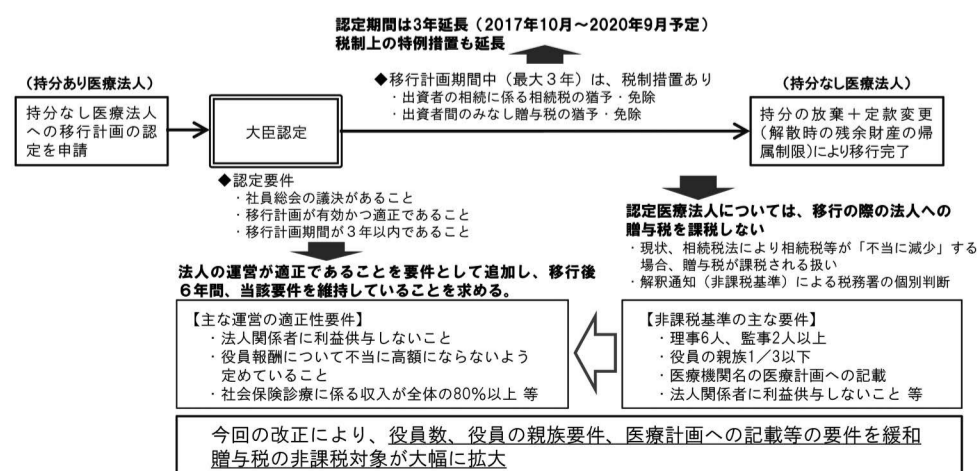 認定期間は3年延長（2017年10月～2020年9月予定）
税制上の特例措置も延長
◆移行計画期間中（最大３年）は、税制措置あり
・出資者の相続に係る相続税の猶予・免除
・出資者間のみなし贈与税の猶予・免除
（持分あり医療法人）
持分なし医療法人
への移行計画の認
定を申請
大臣認定
（持分なし医療法人）
持分の放棄＋定款変更
（解散時の残余財産の帰
属制限）により移行完了
◆認定要件
・社員総会の議決があること
・移行計画が有効かつ適正であること
・移行計画期間が３年以内であること
認定医療法人については、移行の際の法人への
贈与税を課税しない
・現状、相続税法により相続税等が「不当に減少」する
場合、贈与税が課税される扱い
・解釈通知（非課税基準）による税務署の個別判断
法人の運営が適正であることを要件として追加し、移行後
６年間、当該要件を維持していることを求める。
【主な運営の適正性要件】
・法人関係者に利益供与しないこと
・役員報酬について不当に高額にならないよう
定めていること
・社会保険診療に係る収入が全体の80%以上 等
【非課税基準の主な要件】
・理事6人、監事2人以上
・役員の親族1／3以下
・医療機関名の医療計画への記載
・法人関係者に利益供与しないこと 等
今回の改正により、役員数、役員の親族要件、医療計画への記載等の要件を緩和
贈与税の非課税対象が大幅に拡大